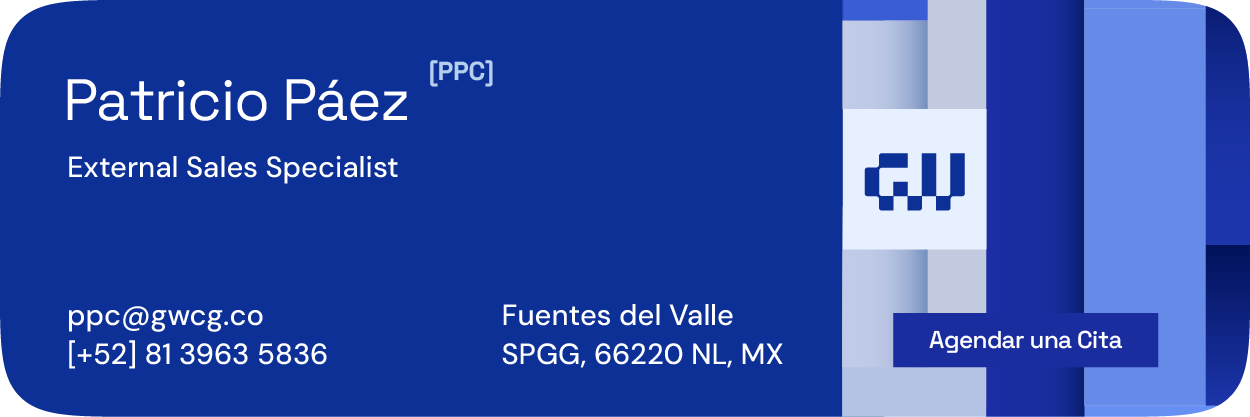 Patricio Páez [PPC]
External Sales Specialist
ppc@gwcg.co
[+52] 81 3963 5836
Fuentes del Valle
SPGG, 66220 NL, MX
GW
Agendar una Cita